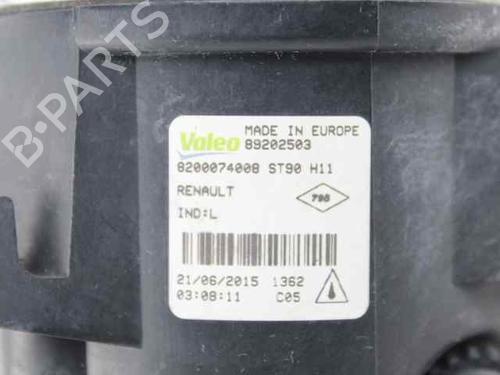 B-PARTS
Valeo MADE IN EUROPE
89202503
8200074008 ST90 H11
RENAULT
795
IND:L
21/06/2015 1362
03:08:11 C05